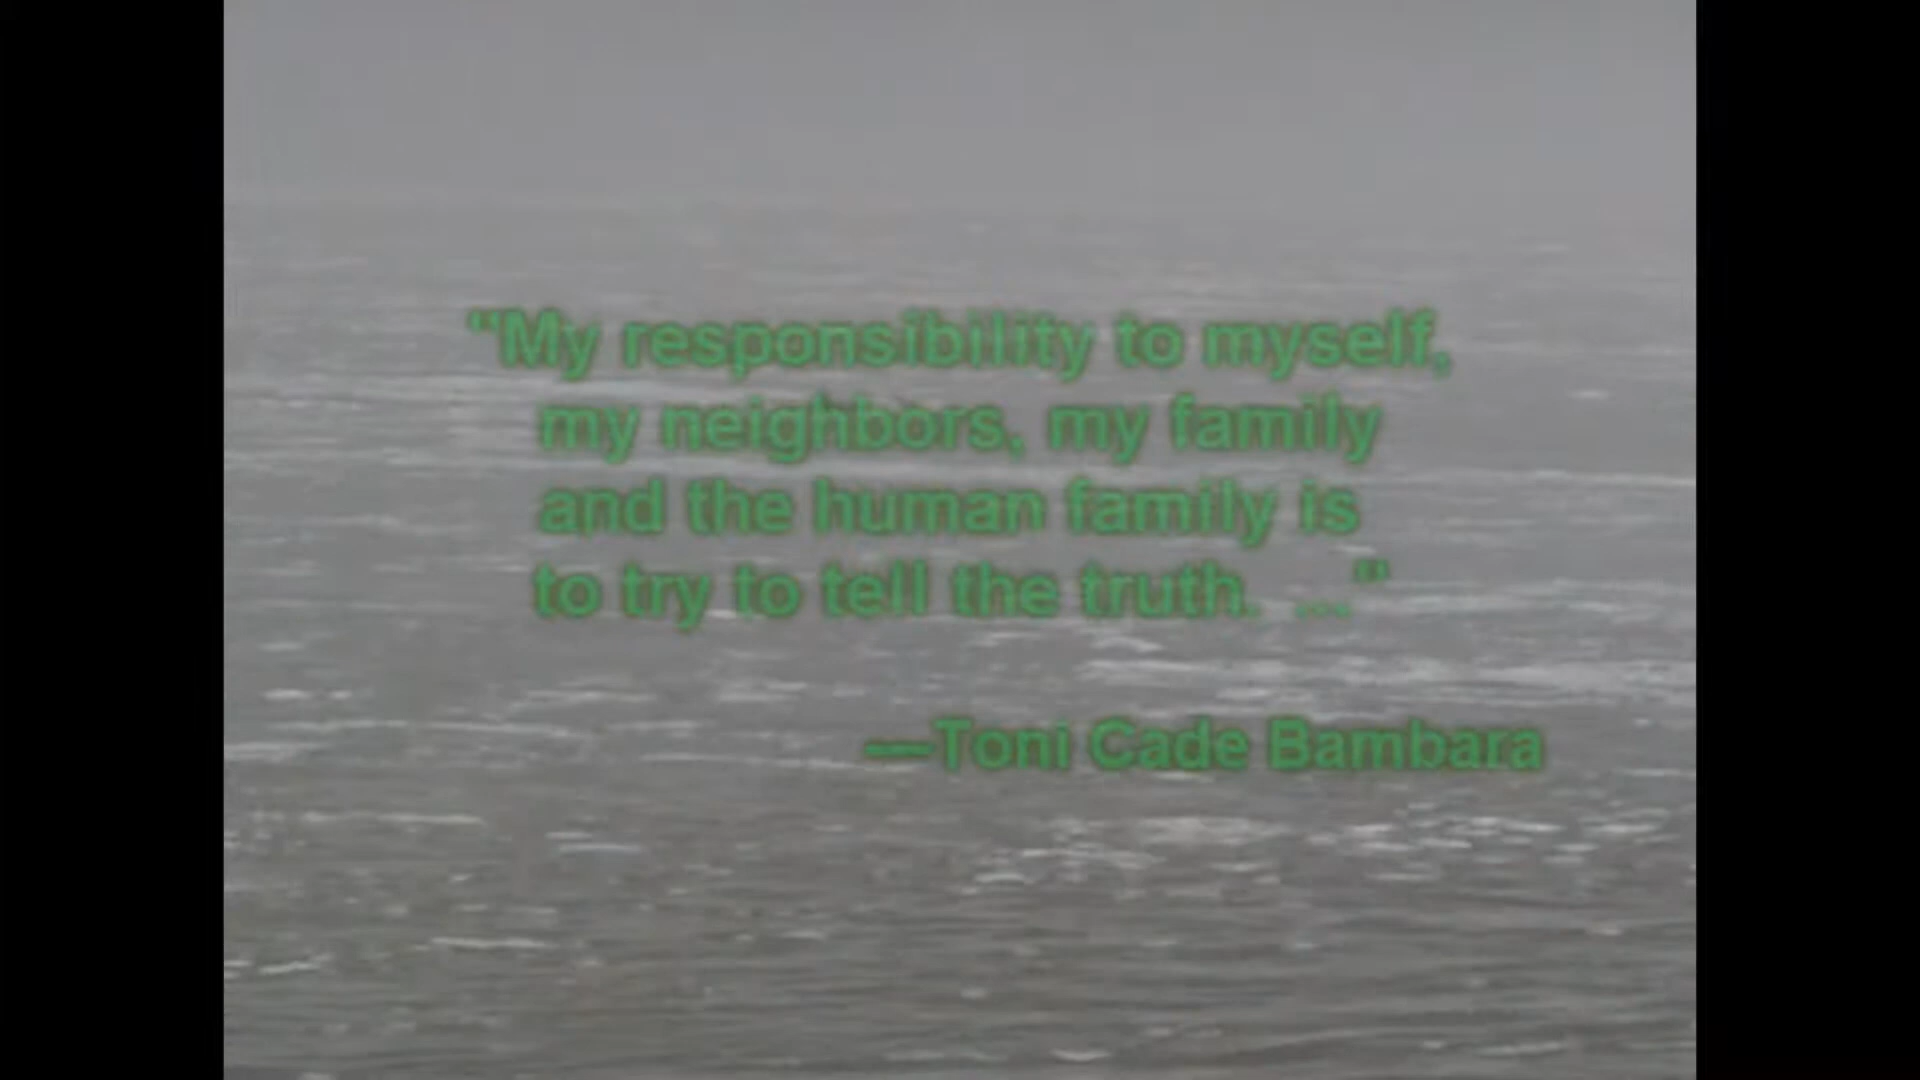 "My responsibility to myself,
my neighbors, my family
and the human family is
to try to tell the truth. ..."
—Toni Cade Bambara